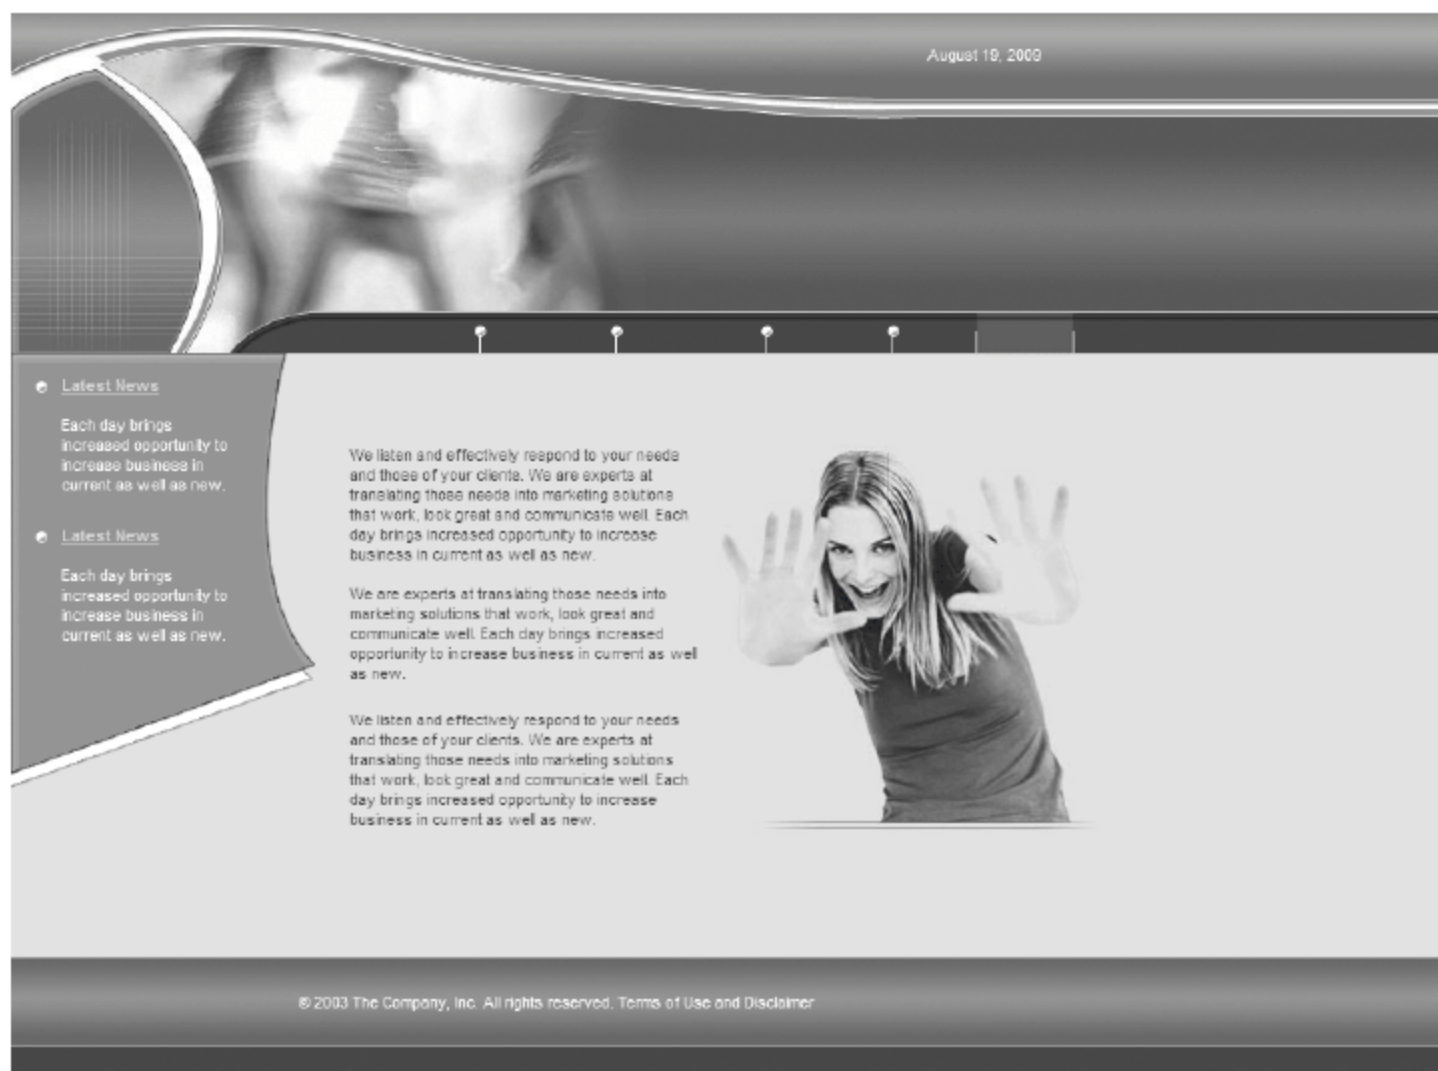 August 19, 2009
Latest News
Each day brings
increased opportunity to
increase business in
current as well as new.
Latest News
Each day brings
increased opportunity to
increase business in
current as well as new.
We listen and effectively respond to your needs
and those of your clients. We are experts at
translating those needs into marketing solutions
that work, look great and communicate well. Each
day brings increased opportunity to increase
business in current as well as new.
We are experts at translating those needs into
marketing solutions that work, look great and
communicate well. Each day brings increased
opportunity to increase business in current as well
as new.
We listen and effectively respond to your needs
and those of your clients. We are experts at
translating those needs into marketing solutions
that work, look great and communicate well. Each
day brings increased opportunity to increase
business in current as well as new.
© 2003 The Company, Inc. All rights reserved. Terms of Use and Disclaimer